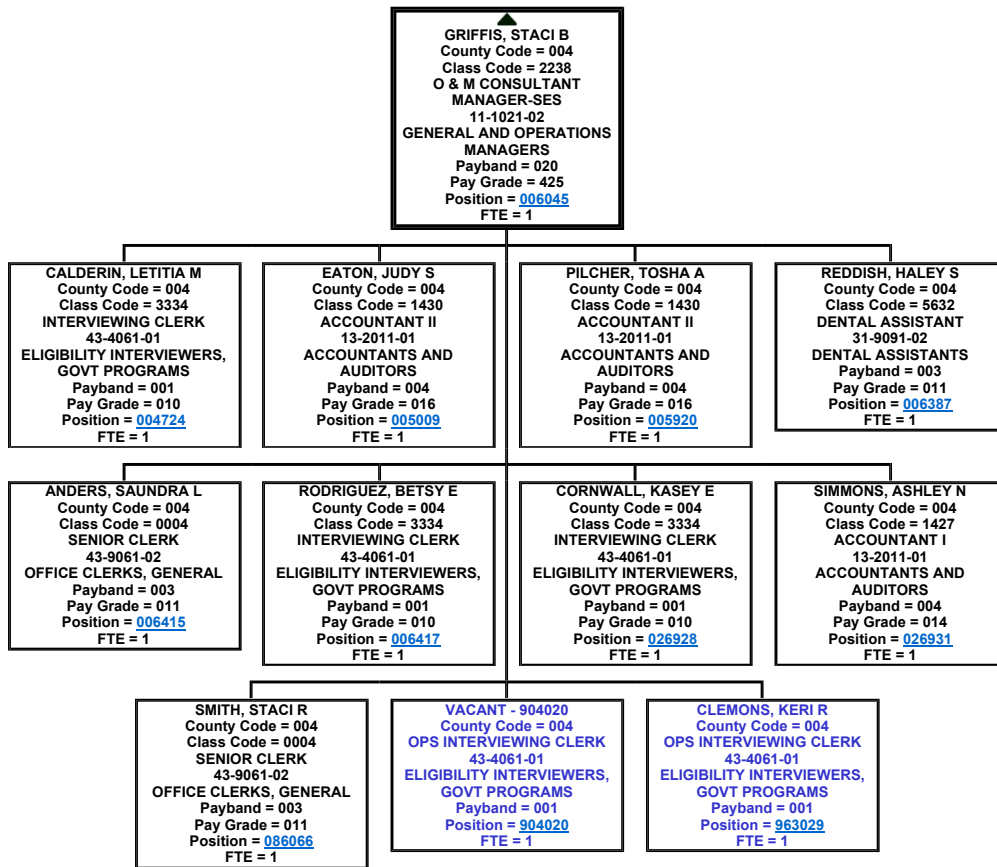 GRIFFIS, STACI B
County Code = 004
Class Code = 2238
O & M CONSULTANT
MANAGER-SES
11-1021-02
GENERAL AND OPERATIONS
MANAGERS
Payband = 020
Pay Grade = 425
Position = 006045
FTE = 1
CALDERIN, LETITIA M
County Code = 004
Class Code = 3334
INTERVIEWING CLERK
43-4061-01
ELIGIBILITY INTERVIEWERS,
GOVT PROGRAMS
Payband = 001
Pay Grade = 010
Position = 004724
FTE = 1
EATON, JUDY S
County Code = 004
Class Code = 1430
ACCOUNTANT II
13-2011-01
ACCOUNTANTS AND
AUDITORS
Payband = 004
Pay Grade = 016
Position = 005009
FTE = 1
PILCHER, TOSHA A
County Code = 004
Class Code = 1430
ACCOUNTANT II
13-2011-01
ACCOUNTANTS AND
AUDITORS
Payband = 004
Pay Grade = 016
Position = 005920
FTE = 1
REDDISH, HALEY S
County Code = 004
Class Code = 5632
DENTAL ASSISTANT
31-9091-02
DENTAL ASSISTANTS
Payband = 003
Pay Grade = 011
Position = 006387
FTE = 1
ANDERS, SAUNDRA L
County Code = 004
Class Code = 0004
SENIOR CLERK
43-9061-02
OFFICE CLERKS, GENERAL
Payband = 003
Pay Grade = 011
Position = 006415
FTE = 1
RODRIGUEZ, BETSY E
County Code = 004
Class Code = 3334
INTERVIEWING CLERK
43-4061-01
ELIGIBILITY INTERVIEWERS,
GOVT PROGRAMS
Payband = 001
Pay Grade = 010
Position = 006417
FTE = 1
CORNWALL, KASEY E
County Code = 004
Class Code = 3334
INTERVIEWING CLERK
43-4061-01
ELIGIBILITY INTERVIEWERS,
GOVT PROGRAMS
Payband = 001
Pay Grade = 010
Position = 026928
FTE = 1
SIMMONS, ASHLEY N
County Code = 004
Class Code = 1427
ACCOUNTANT I
13-2011-01
ACCOUNTANTS AND
AUDITORS
Payband = 004
Pay Grade = 014
Position = 026931
FTE = 1
SMITH, STACI R
County Code = 004
Class Code = 0004
SENIOR CLERK
43-9061-02
OFFICE CLERKS, GENERAL
Payband = 003
Pay Grade = 011
Position = 086066
FTE = 1
VACANT - 904020
County Code = 004
OPS INTERVIEWING CLERK
43-4061-01
ELIGIBILITY INTERVIEWERS,
GOVT PROGRAMS
Payband = 001
Position = 904020
FTE = 1
CLEMONS, KERI R
County Code = 004
OPS INTERVIEWING CLERK
43-4061-01
ELIGIBILITY INTERVIEWERS,
GOVT PROGRAMS
Payband = 001
Position = 963029
FTE = 1